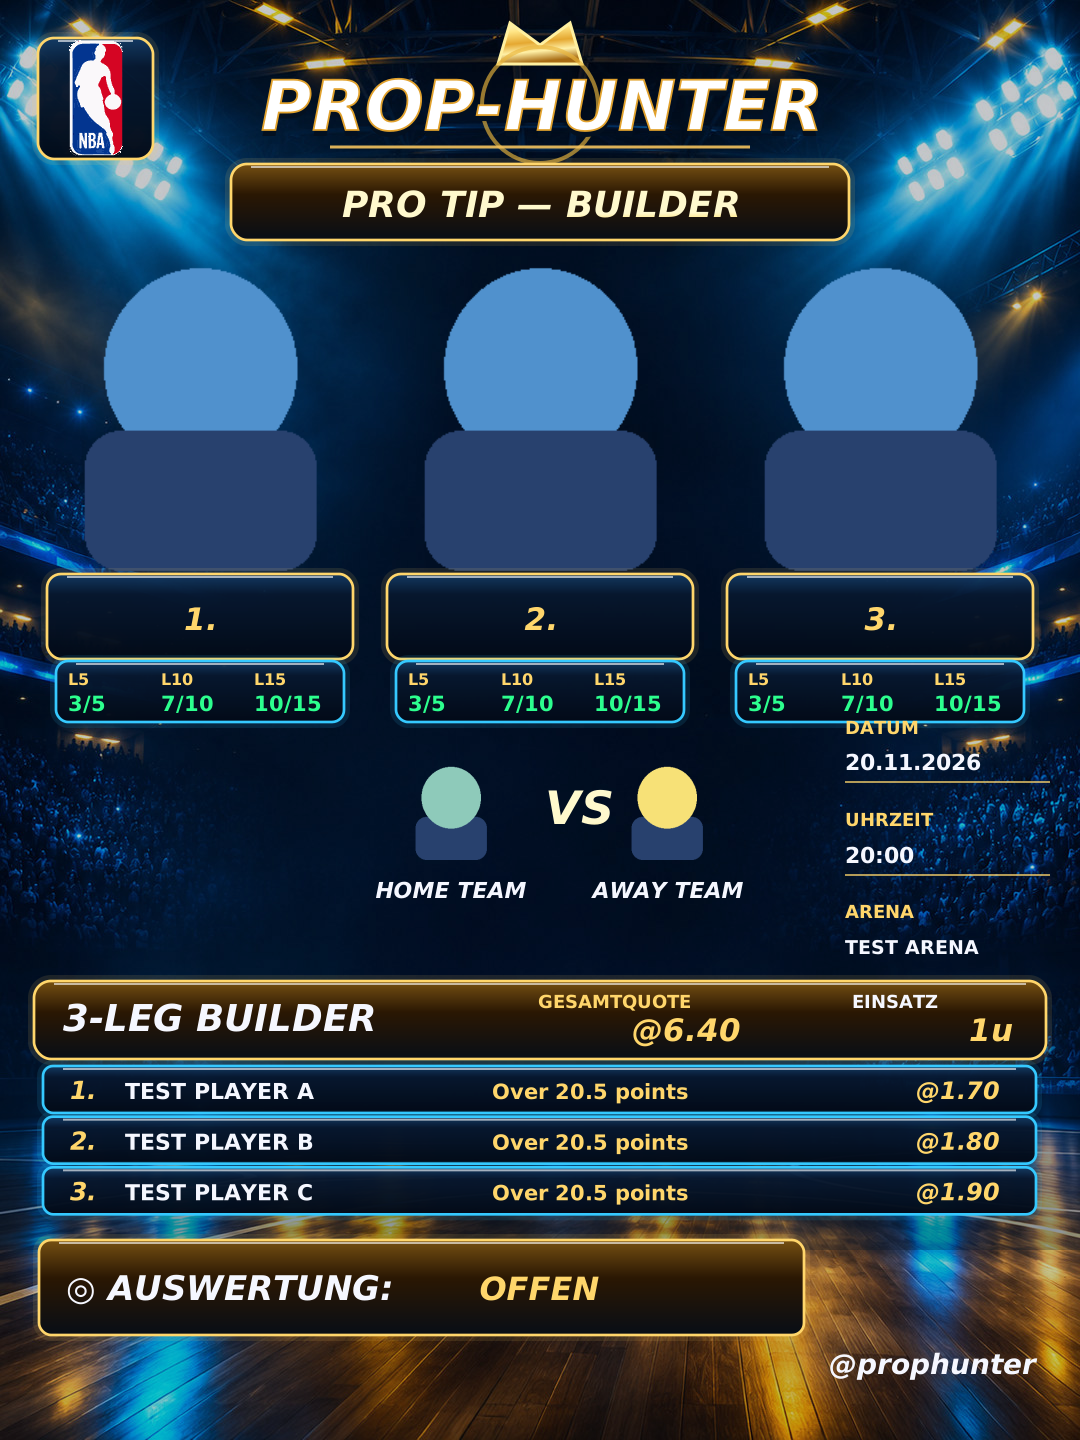 NBA
PROP-HUNTER
PRO TIP — BUILDER
1.
2.
3.
L5 L10 L15
3/5 7/10 10/15
L5 L10 L15
3/5 7/10 10/15
L5 L10 L15
3/5 7/10 10/15
DATUM
20.11.2026
UHRZEIT
20:00
ARENA
TEST ARENA
VS
HOME TEAM
AWAY TEAM
3-LEG BUILDER
GESAMTQUOTE
@6.40
EINSATZ
1u
1. TEST PLAYER A Over 20.5 points @1.70
2. TEST PLAYER B Over 20.5 points @1.80
3. TEST PLAYER C Over 20.5 points @1.90
◎ AUSWERTUNG: OFFEN
@prophunter